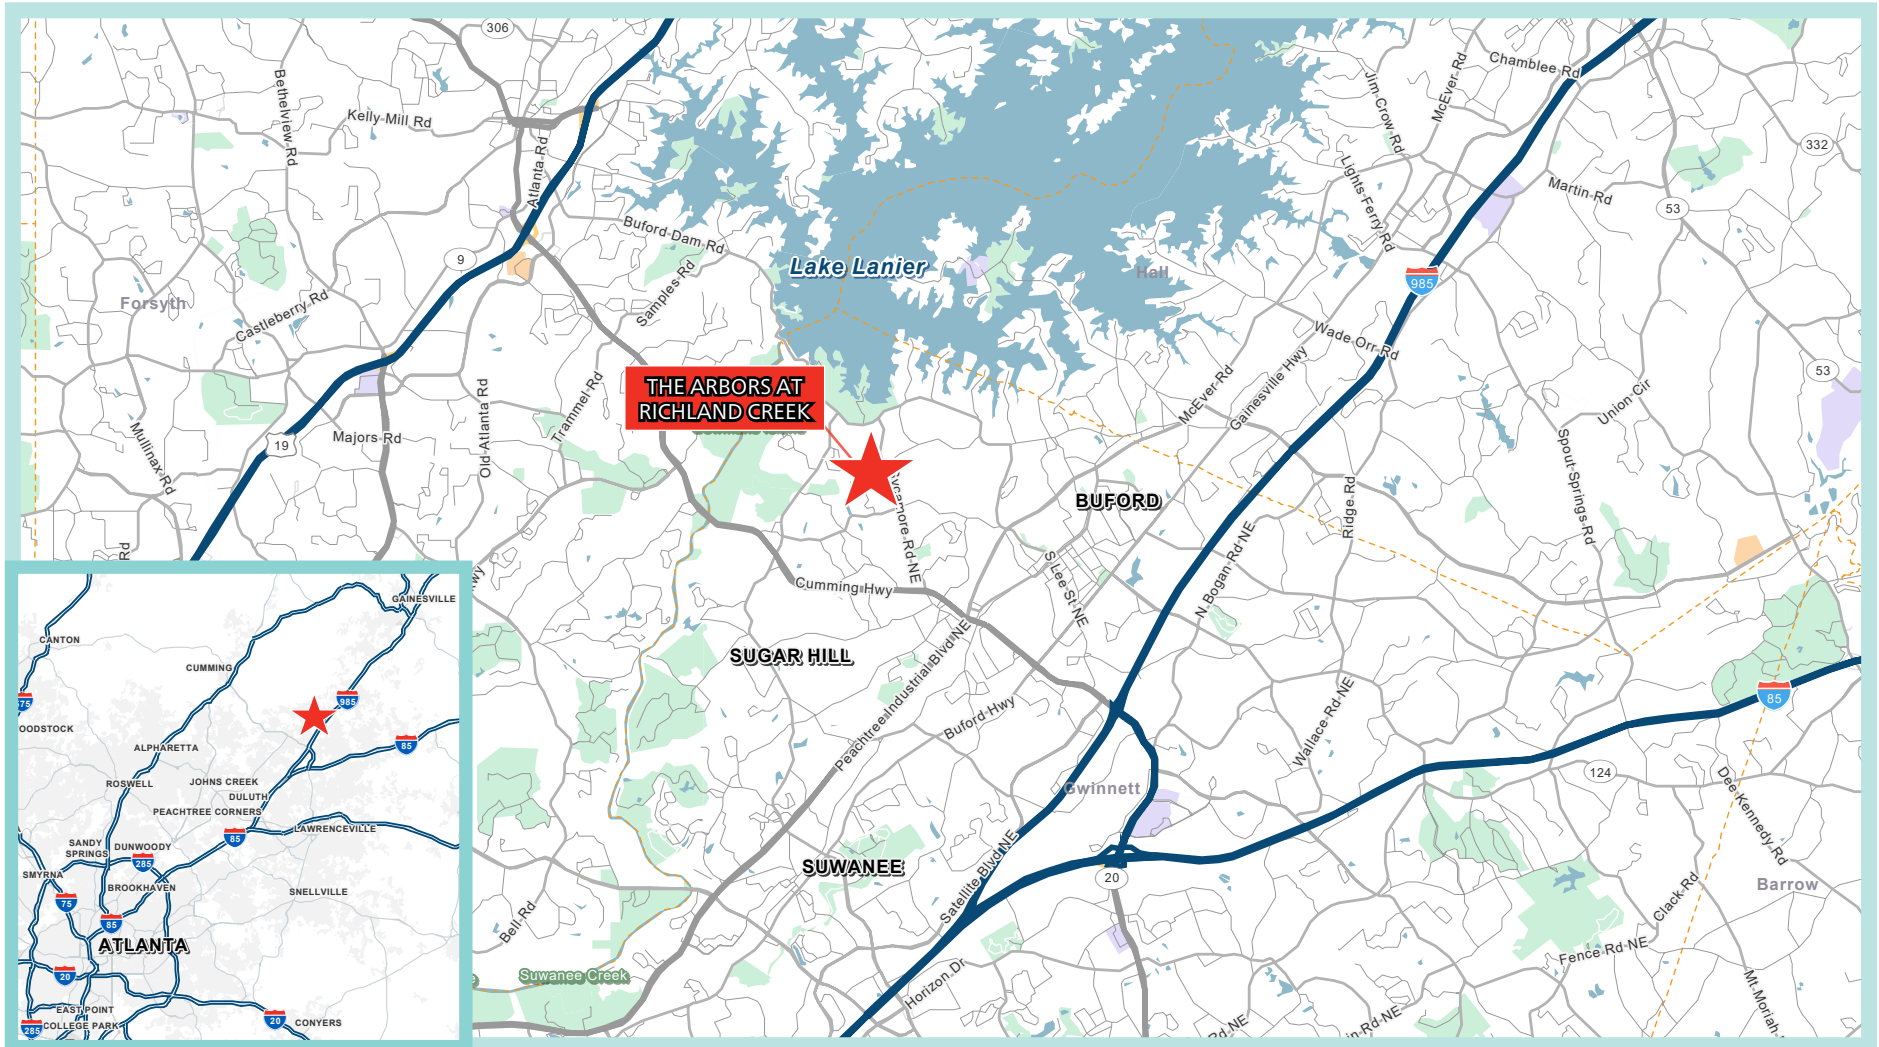 306
Chamblee Rd
McEver-Rd
Jim-Crow Rd
Bethelview-Rd
Kelly-Mill Rd
332
Atlanta-Rd
Martin-Rd
Lights-Ferry-Rd
53
Buford-Dam-Rd
9
Lake Lanier
Hall
Samples-Rd
985
Forsyth
Castleberry-Rd
Wade-Orr-Rd
Gainesville-Hwy
53
THE ARBORS AT
RICHLAND CREEK
McEver-Rd
Union-Cir
Trammel-Rd
Old-Atlanta-Rd
Majors-Rd
19
Mullinax-Rd
Spout-Springs-Rd
BUFORD
Ridge-Rd
Rd
N-Bogan-Rd-NE
S-Lee-St-NE
Cumming-Hwy
SUGAR HILL
Peachtree-Industrial-Blvd-NE
Buford-Hwy
Wallace-Rd-NE
85
124
Gwinnett
Dee-Kennedy-Rd
SUWANEE
Satellite-Blvd-NE
20
Barrow
Clack-Rd
Bell-Rd
Fence-Rd-NE
Suwanee Creek
Horizon-Dr
Mt-Moriah
Rd-NE
GAINESVILLE
CANTON
CUMMING
985
OODSTOCK
85
ALPHARETTA
ROSWELL
JOHNS CREEK
DULUTH
PEACHTREE CORNERS
LAWRENCEVILLE
85
SANDY
SPRINGS
DUNWOODY
285
SMYRNA
BROOKHAVEN
SNELLVILLE
75
85
ATLANTA
20
EAST POINT
COLLEGE PARK
285
20
CONYERS